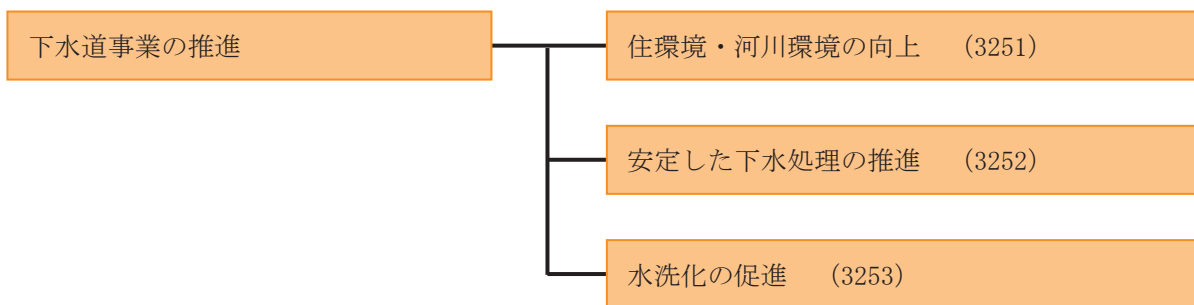 下水道事業の推進
住環境・河川環境の向上　（3251）
安定した下水処理の推進　（3252）
水洗化の促進　（3253）